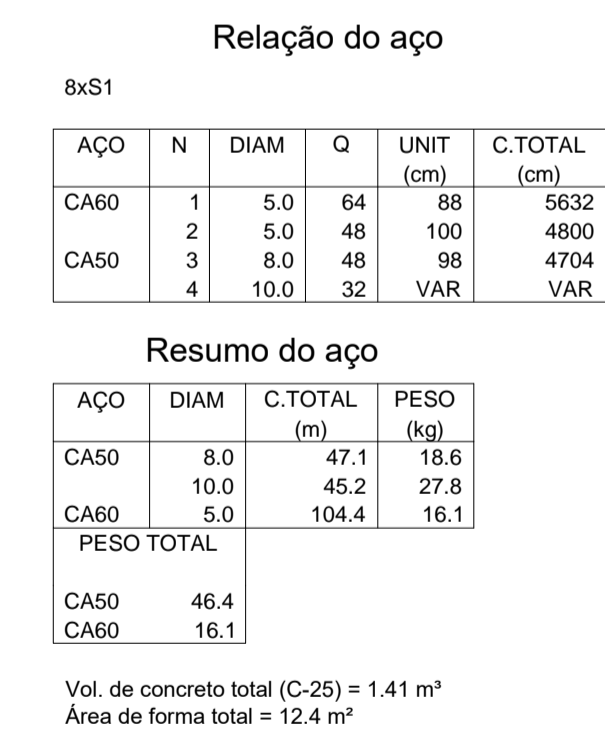 Relação do aço
8xS1
AÇO N DIAM Q UNIT C.TOTAL
(cm) (cm)
CA60 1 5.0 64 88 5632
2 5.0 48 100 4800
CA50 3 8.0 48 98 4704
4 10.0 32 VAR VAR
Resumo do aço
AÇO DIAM C.TOTAL PESO
(m) (kg)
CA50 8.0 47.1 18.6
10.0 45.2 27.8
CA60 5.0 104.4 16.1
PESO TOTAL
CA50 46.4
CA60 16.1
Vol. de concreto total (C-25) = 1.41 m³
Área de forma total = 12.4 m²